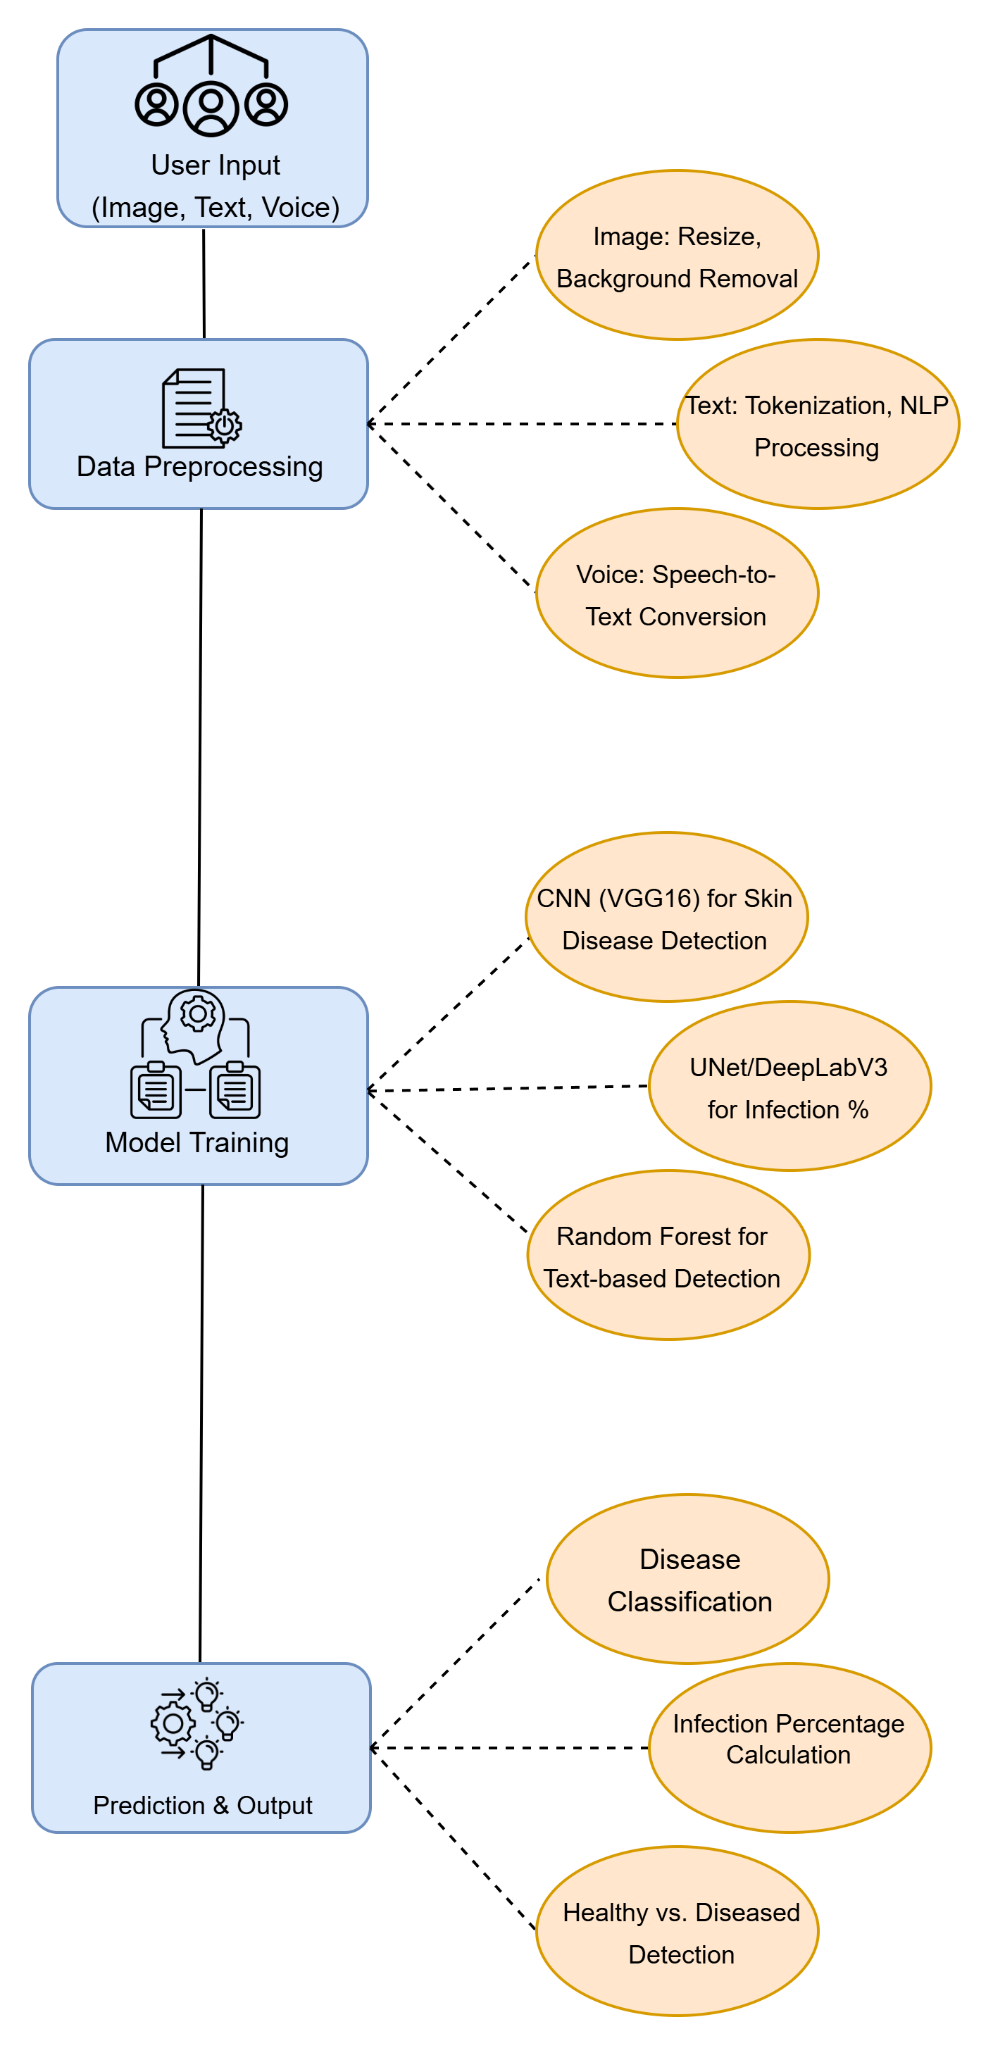 User Input
(Image, Text, Voice)
Image: Resize,
Background Removal
Text: Tokenization, NLP
Processing
Data Preprocessing
Voice: Speech-to-
Text Conversion
CNN (VGG16) for Skin
Disease Detection
UNet/DeepLabV3
for Infection %
Model Training
Random Forest for
Text-based Detection
Disease
Classification
Infection Percentage
Calculation
Prediction & Output
Healthy vs. Diseased
Detection